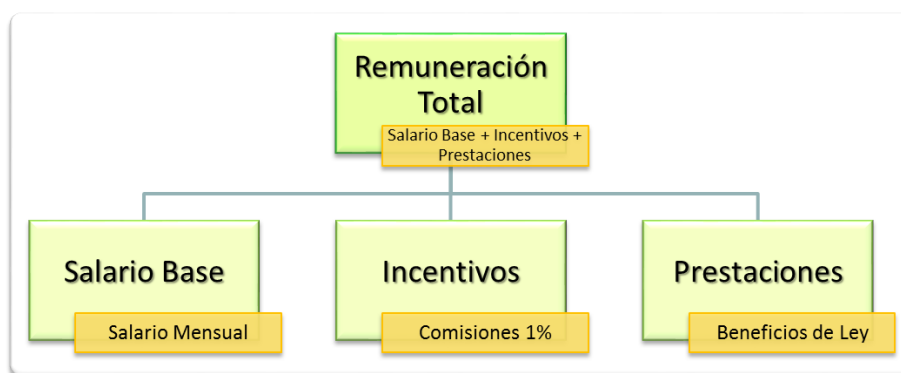 Remuneración
Total
Salario Base + Incentivos +
Prestaciones
Salario Base
Salario Mensual
Incentivos
Comisiones 1%
Prestaciones
Beneficios de Ley